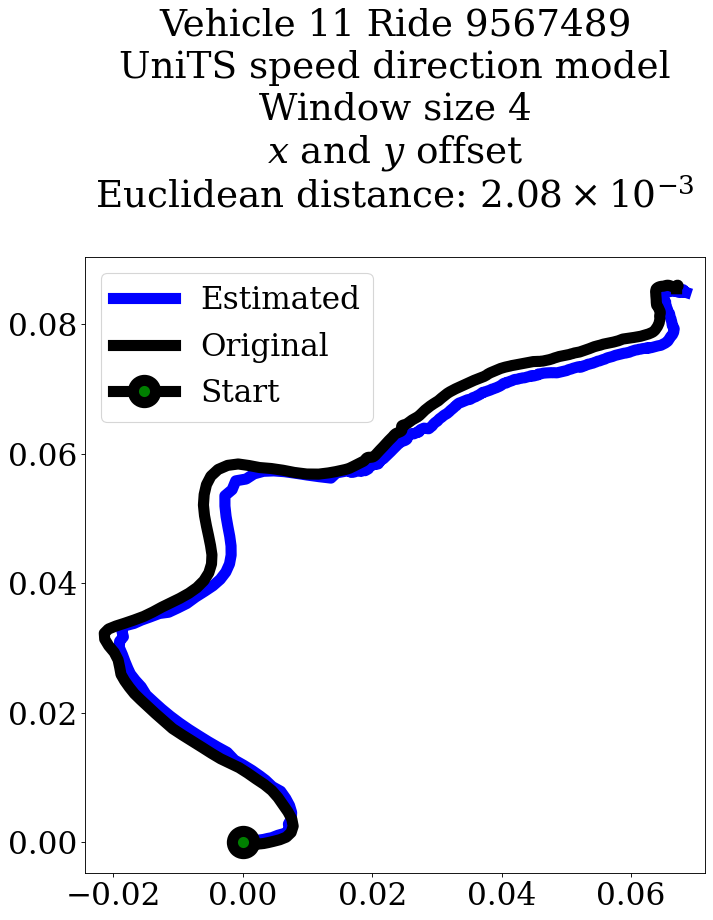 Vehicle 11 Ride 9567489
UniTS speed direction model
Window size 4
x and y offset
Euclidean distance: 2.08 × 10⁻³
Estimated
Original
Start
0.08
0.06
0.04
0.02
0.00
−0.02 0.00 0.02 0.04 0.06